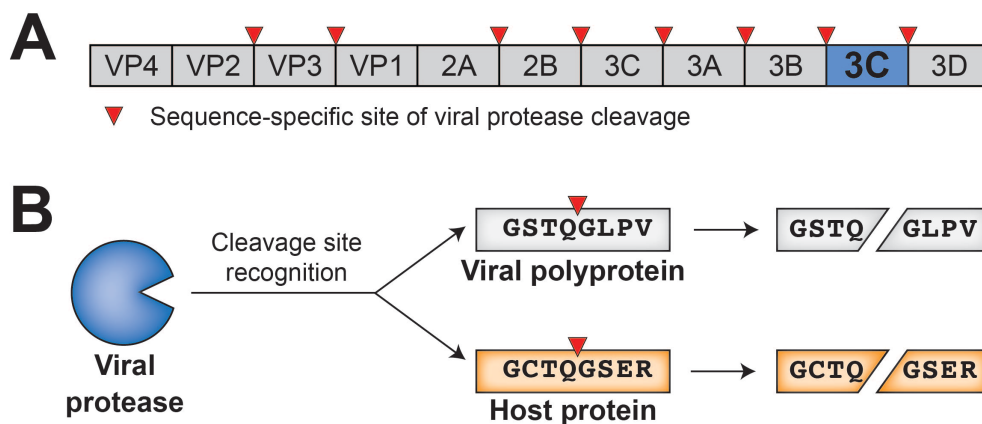 A
VP4 VP2 VP3 VP1 2A 2B 3C 3A 3B 3C 3D
Sequence-specific site of viral protease cleavage
B
Cleavage site
recognition
Viral
protease
GSTQGLPV
Viral polyprotein
GSTQ GLPV
GCTQGSER
Host protein
GCTQ GSER